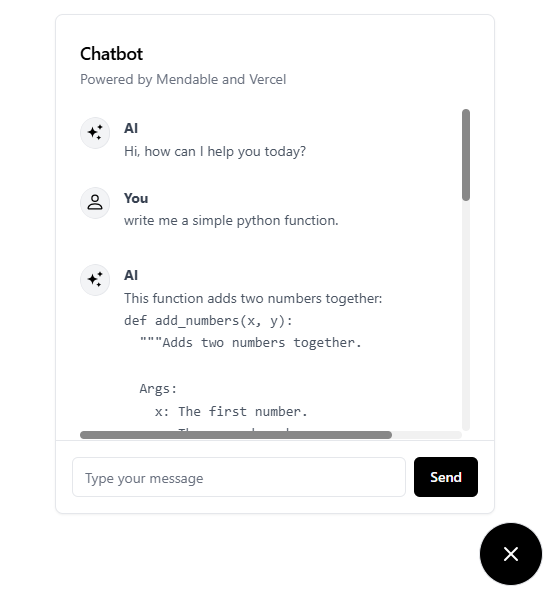 Chatbot
Powered by Mendable and Vercel
AI
Hi, how can I help you today?
You
write me a simple python function.
AI
This function adds two numbers together:
def add_numbers(x, y):
"""Adds two numbers together.
Args:
x: The first number.
Type your message
Send